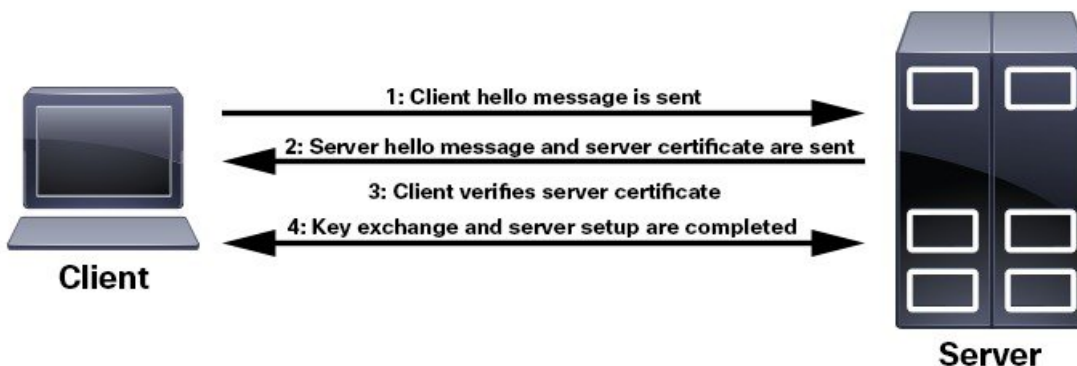 1: Client hello message is sent
2: Server hello message and server certificate are sent
3: Client verifies server certificate
4: Key exchange and server setup are completed
Client
Server